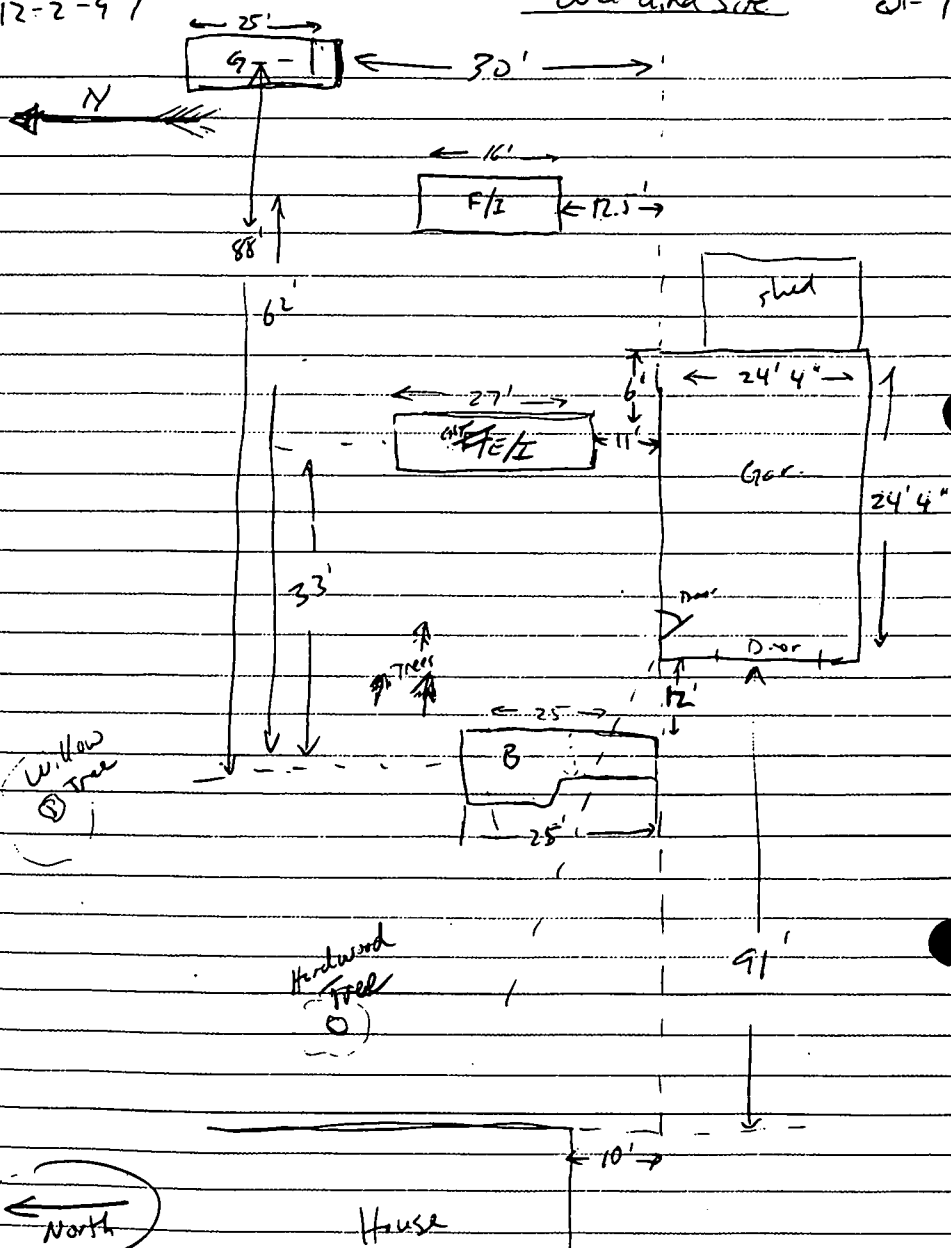 12-2-97
25'
G
30'
N
16'
F/I
12.5'
88'
62'
shed
6'
24' 4"
27'
E/I
11'
Gar.
24' 4"
33'
Door
Trees
Door
12'
25
B
Willow
Tree
25'
91'
Hardwood
Tree
10'
North
House